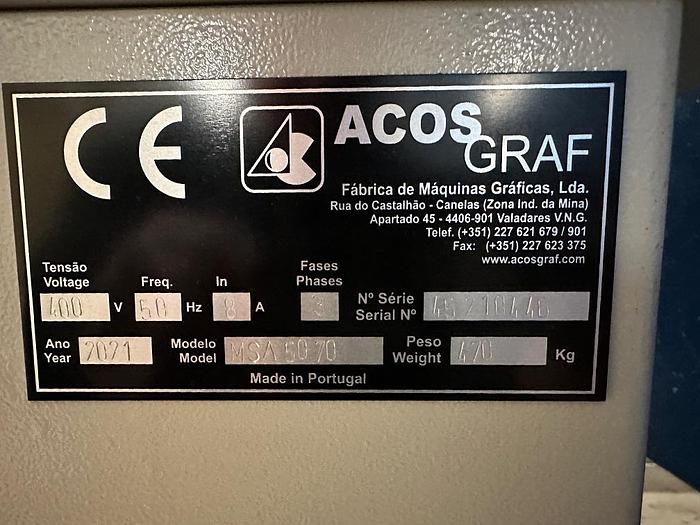 CE
ACOS
GRAF
Fábrica de Máquinas Gráficas, Lda.
Rua do Castalhão - Canelas (Zona Ind. da Mina)
Apartado 45 - 4406-901 Valadares V.N.G.
Telef. (+351) 227 621 679 / 901
Fax: (+351) 227 623 375
www.acosgraf.com
Tensão Freq. In Fases
Voltage Phases
400 V 50 Hz 8 A 3
Nº Série
Serial Nº 45210440
Ano Modelo Peso
Year 2021 Model MSA 5070 Weight 470 Kg
Made in Portugal